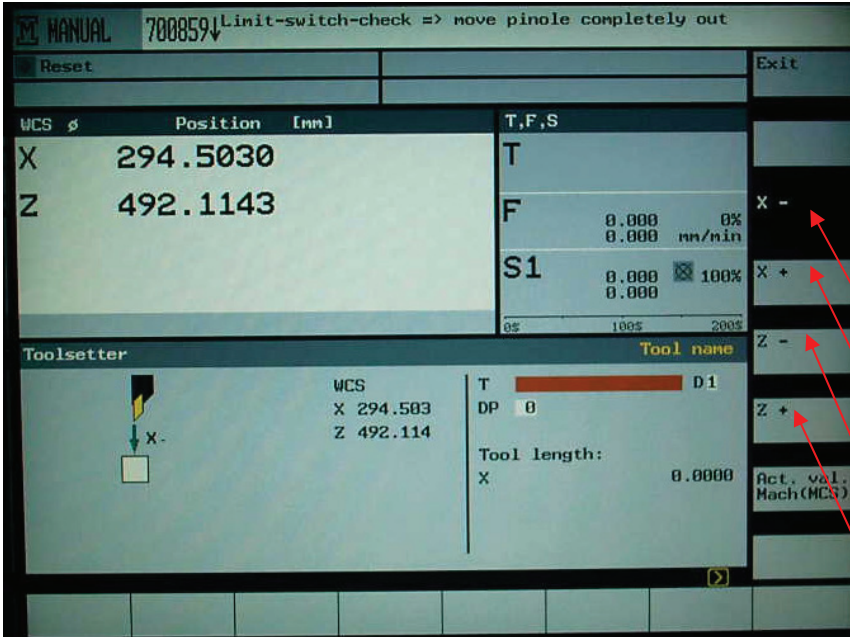 M MANUAL 700859↓Limit-switch-check => move pinole completely out
Reset
Exit
WCS ø Position [mm]
T,F,S
X 294.5030
T
Z 492.1143
F 0.000 0%
0.000 mm/min
X -
S1 0.000 100%
0.000
X +
0% 100% 200%
Toolsetter
Tool name
Z -
WCS
T D1
X 294.503
DP 0
Z +
X-
Z 492.114
Tool length:
X 0.0000
Act. val.
Mach(MCS)